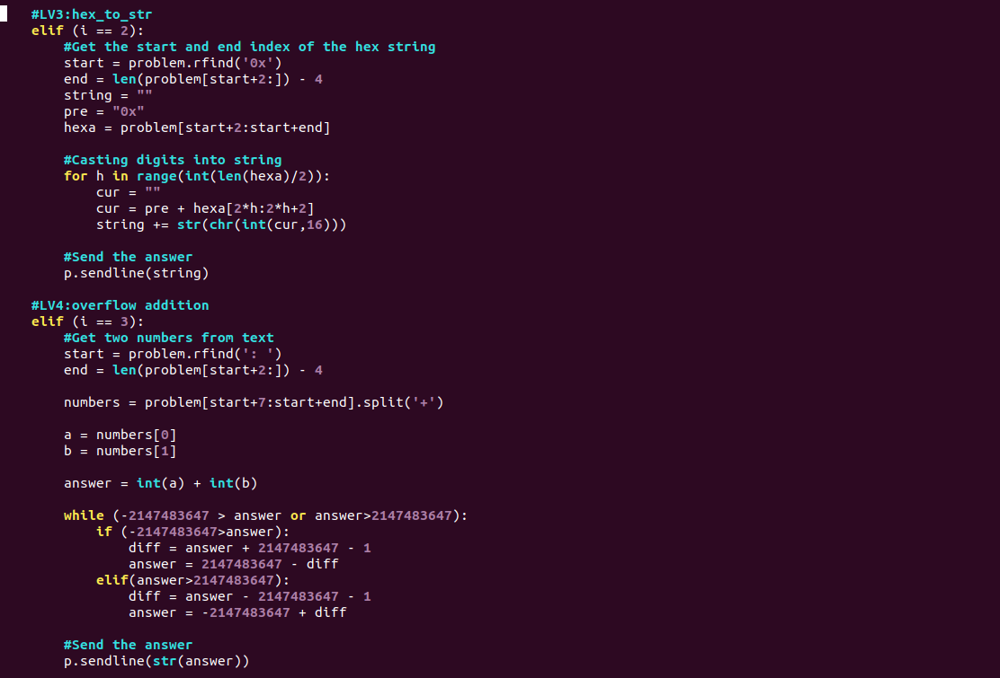 #LV3:hex_to_str
elif (i == 2):
    #Get the start and end index of the hex string
    start = problem.rfind('0x')
    end = len(problem[start+2:]) - 4
    string = ""
    pre = "0x"
    hexa = problem[start+2:start+end]

    #Casting digits into string
    for h in range(int(len(hexa)/2)):
        cur = ""
        cur = pre + hexa[2*h:2*h+2]
        string += str(chr(int(cur,16)))

    #Send the answer
    p.sendline(string)

#LV4:overflow addition
elif (i == 3):
    #Get two numbers from text
    start = problem.rfind(': ')
    end = len(problem[start+2:]) - 4

    numbers = problem[start+7:start+end].split('+')

    a = numbers[0]
    b = numbers[1]

    answer = int(a) + int(b)

    while (-2147483647 > answer or answer>2147483647):
        if (-2147483647>answer):
            diff = answer + 2147483647 - 1
            answer = 2147483647 - diff
        elif(answer>2147483647):
            diff = answer - 2147483647 - 1
            answer = -2147483647 + diff

    #Send the answer
    p.sendline(str(answer))